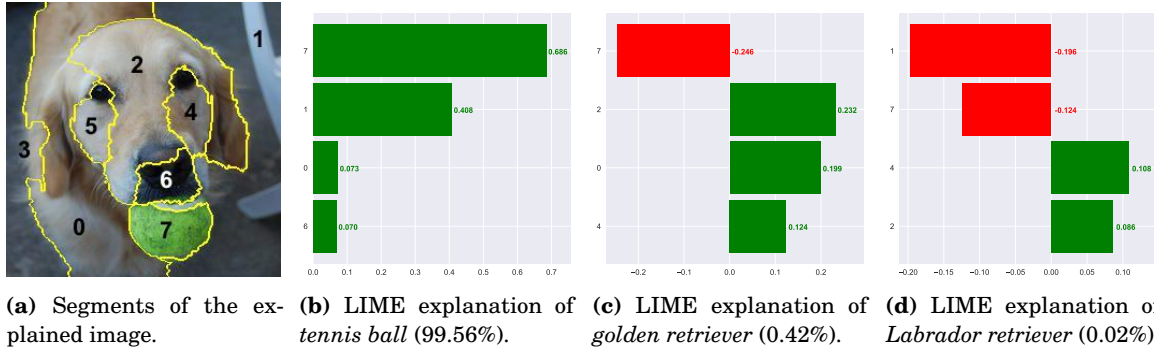 1
2
4
5
3
6
0
7
7
0.686
1
0.408
0
0.073
6
0.070
0.0 0.1 0.2 0.3 0.4 0.5 0.6 0.7
7
-0.246
2
0.232
0
0.199
4
0.124
−0.2 −0.1 0.0 0.1 0.2
1
-0.196
7
-0.124
4
0.108
2
0.086
−0.20 −0.15 −0.10 −0.05 0.00 0.05 0.10
(a) Segments of the ex-
plained image.
(b) LIME explanation of
tennis ball (99.56%).
(c) LIME explanation of
golden retriever (0.42%).
(d) LIME explanation of
Labrador retriever (0.02%)